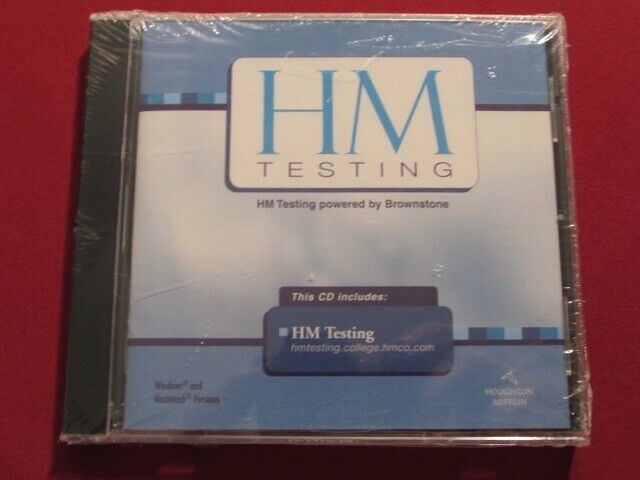 HM
TESTING
HM Testing powered by Brownstone
This CD includes:
HM Testing
hmtesting.college.hmco.com
Windows® and
Macintosh® Versions
HOUGHTON
MIFFLIN